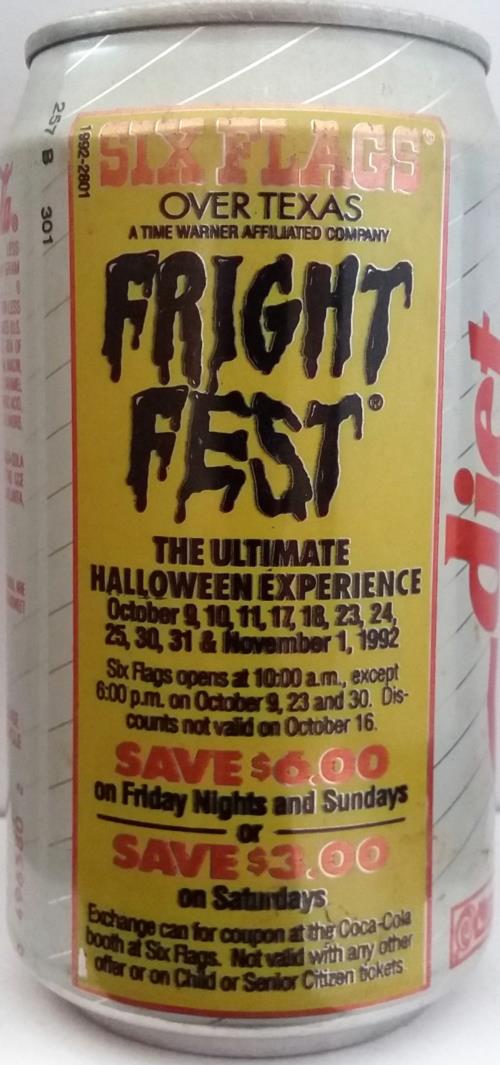 257 B 301
1992-2801
SIX FLAGS®
OVER TEXAS
A TIME WARNER AFFILIATED COMPANY
FRIGHT
FEST®
THE ULTIMATE
HALLOWEEN EXPERIENCE
October 9, 10, 11, 17, 18, 23, 24,
25, 30, 31 & November 1, 1992
Six Flags opens at 10:00 a.m., except
6:00 p.m. on October 9, 23 and 30. Dis-
counts not valid on October 16.
SAVE $6.00
on Friday Nights and Sundays
or
SAVE $3.00
on Saturdays
Exchange can for coupon at the Coca-Cola
booth at Six Flags. Not valid with any other
offer or on Child or Senior Citizen tickets
diet